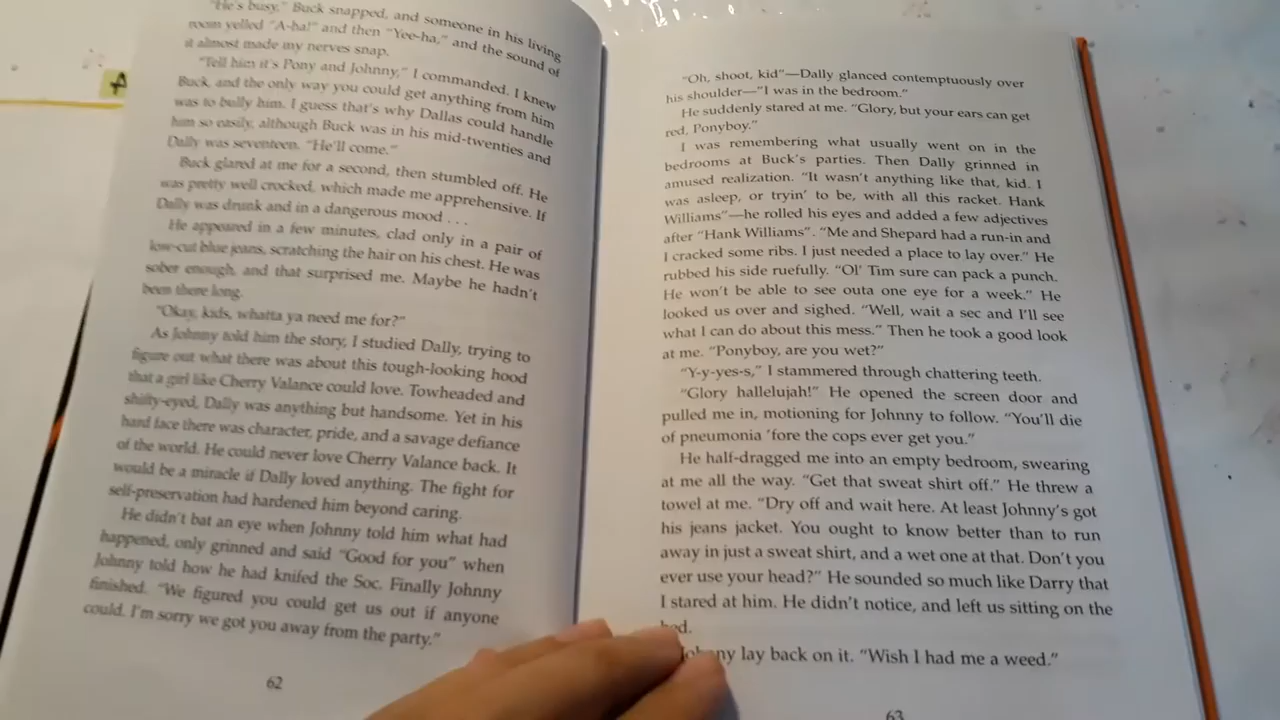 "He's busy." Buck snapped, and someone in his living
room yelled "A-ha!" and then "Yee-ha," and the sound of
it almost made my nerves snap.
"Tell him it's Pony and Johnny," I commanded. I knew
Buck, and the only way you could get anything from him
was to bully him. I guess that's why Dallas could handle
him so easily, although Buck was in his mid-twenties and
Dally was seventeen. "He'll come."
Buck glared at me for a second, then stumbled off. He
was pretty well crocked, which made me apprehensive. If
Dally was drunk and in a dangerous mood . . .
He appeared in a few minutes, clad only in a pair of
low-cut blue jeans, scratching the hair on his chest. He was
sober enough, and that surprised me. Maybe he hadn't
been there long.
"Okay, kids, whatta ya need me for?"
As Johnny told him the story, I studied Dally, trying to
figure out what there was about this tough-looking hood
that a girl like Cherry Valance could love. Towheaded and
shifty-eyed, Dally was anything but handsome. Yet in his
hard face there was character, pride, and a savage defiance
of the world. He could never love Cherry Valance back. It
would be a miracle if Dally loved anything. The fight for
self-preservation had hardened him beyond caring.
He didn't bat an eye when Johnny told him what had
happened, only grinned and said "Good for you" when
Johnny told how he had knifed the Soc. Finally Johnny
finished. "We figured you could get us out if anyone
could. I'm sorry we got you away from the party."
62
"Oh, shoot, kid"—Dally glanced contemptuously over
his shoulder—"I was in the bedroom."
He suddenly stared at me. "Glory, but your ears can get
red, Ponyboy."
I was remembering what usually went on in the
bedrooms at Buck's parties. Then Dally grinned in
amused realization. "It wasn't anything like that, kid. I
was asleep, or tryin' to be, with all this racket. Hank
Williams"—he rolled his eyes and added a few adjectives
after "Hank Williams". "Me and Shepard had a run-in and
I cracked some ribs. I just needed a place to lay over." He
rubbed his side ruefully. "Ol' Tim sure can pack a punch.
He won't be able to see outa one eye for a week." He
looked us over and sighed. "Well, wait a sec and I'll see
what I can do about this mess." Then he took a good look
at me. "Ponyboy, are you wet?"
"Y-y-yes-s," I stammered through chattering teeth.
"Glory hallelujah!" He opened the screen door and
pulled me in, motioning for Johnny to follow. "You'll die
of pneumonia 'fore the cops ever get you."
He half-dragged me into an empty bedroom, swearing
at me all the way. "Get that sweat shirt off." He threw a
towel at me. "Dry off and wait here. At least Johnny's got
his jeans jacket. You ought to know better than to run
away in just a sweat shirt, and a wet one at that. Don't you
ever use your head?" He sounded so much like Darry that
I stared at him. He didn't notice, and left us sitting on the
bed.
Johnny lay back on it. "Wish I had me a weed."
63